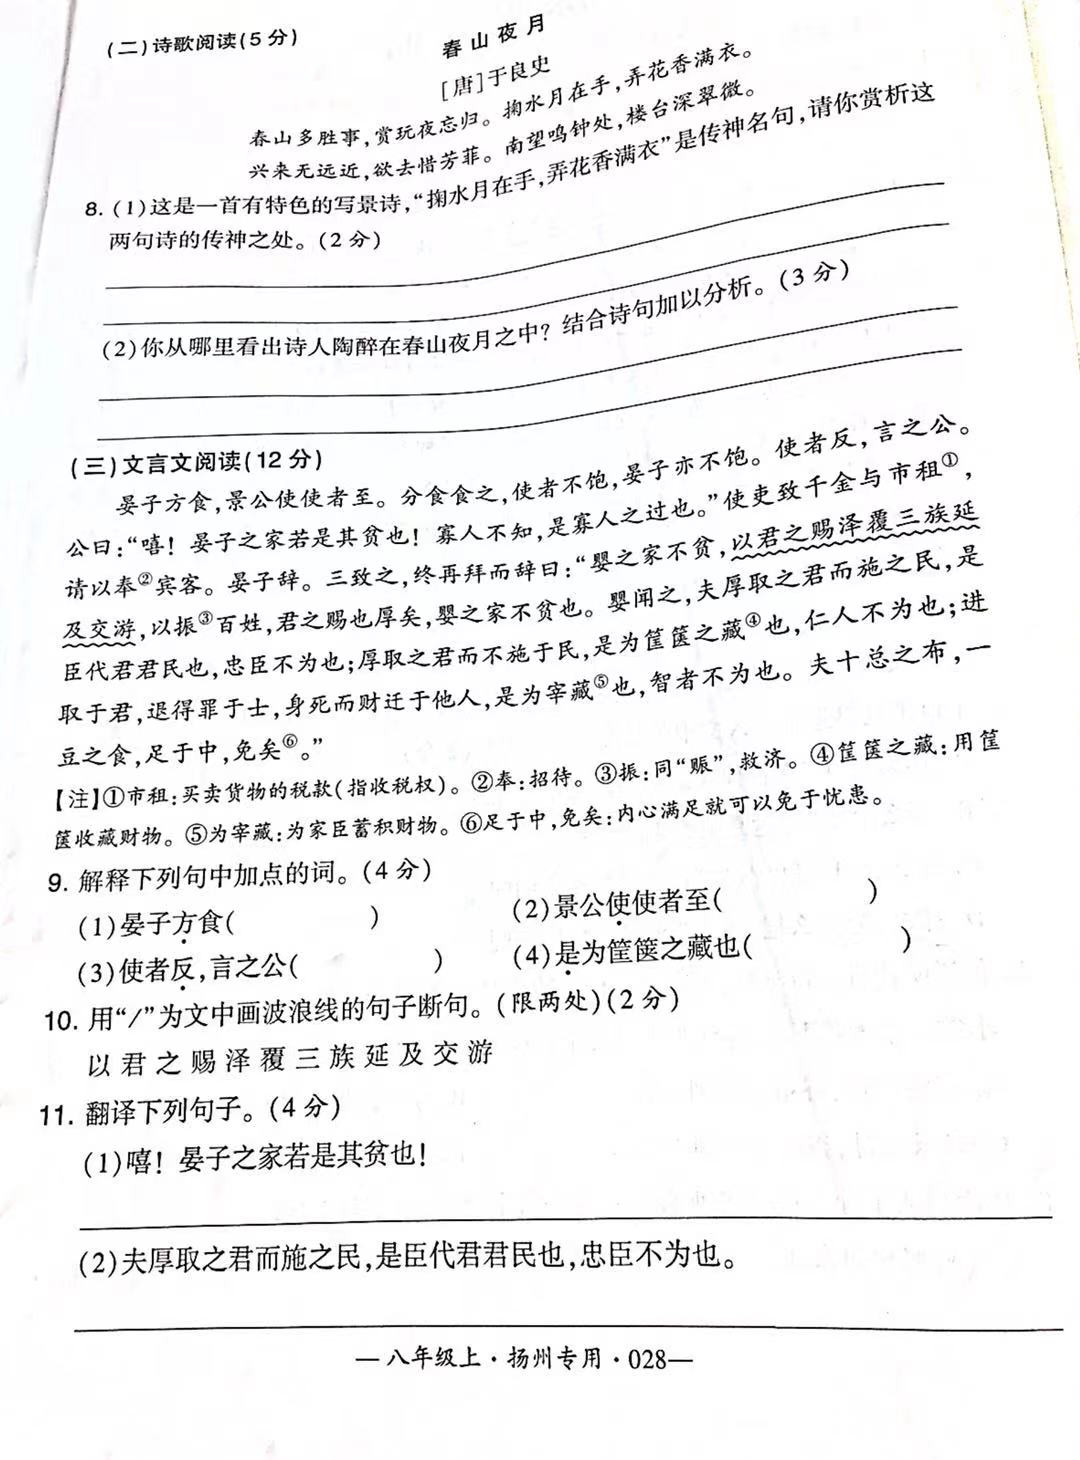 (二)诗歌阅读(5分)
春山夜月
[唐]于良史
春山多胜事,赏玩夜忘归。掬水月在手,弄花香满衣。
兴来无远近,欲去惜芳菲。南望鸣钟处,楼台深翠微。
8. (1)这是一首有特色的写景诗,“掬水月在手,弄花香满衣”是传神名句,请你赏析这
两句诗的传神之处。(2分)
(2)你从哪里看出诗人陶醉在春山夜月之中?结合诗句加以分析。(3分)
(三)文言文阅读(12分)
晏子方食,景公使使者至。分食食之,使者不饱,晏子亦不饱。使者反,言之公。
公曰:“嘻!晏子之家若是其贫也!寡人不知,是寡人之过也。”使吏致千金与市租①,
请以奉②宾客。晏子辞。三致之,终再拜而辞曰:“婴之家不贫,以君之赐泽覆三族延
及交游,以振③百姓,君之赐也厚矣,婴之家不贫也。婴闻之,夫厚取之君而施之民,是
臣代君君民也,忠臣不为也;厚取之君而不施于民,是为筐箧之藏④也,仁人不为也;进
取于君,退得罪于士,身死而财迁于他人,是为宰藏⑤也,智者不为也。夫十总之布,一
豆之食,足于中,免矣⑥。”
【注】①市租:买卖货物的税款(指收税权)。②奉:招待。③振:同“赈”,救济。④筐箧之藏:用筐
箧收藏财物。⑤为宰藏:为家臣蓄积财物。⑥足于中,免矣:内心满足就可以免于忧患。
9. 解释下列句中加点的词。(4分)
(1)晏子方食( ) (2)景公使使者至( )
(3)使者反,言之公( ) (4)是为筐箧之藏也( )
10. 用“/”为文中画波浪线的句子断句。(限两处)(2分)
以君之赐泽覆三族延及交游
11. 翻译下列句子。(4分)
(1)嘻!晏子之家若是其贫也!
(2)夫厚取之君而施之民,是臣代君君民也,忠臣不为也。
—八年级上·扬州专用·028—